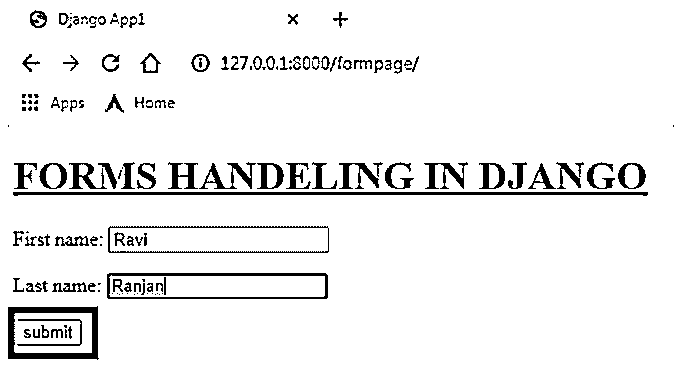 Django App1
127.0.0.1:8000/formpage/
Apps Home
FORMS HANDELING IN DJANGO
First name: Ravi
Last name: Ranjan
submit